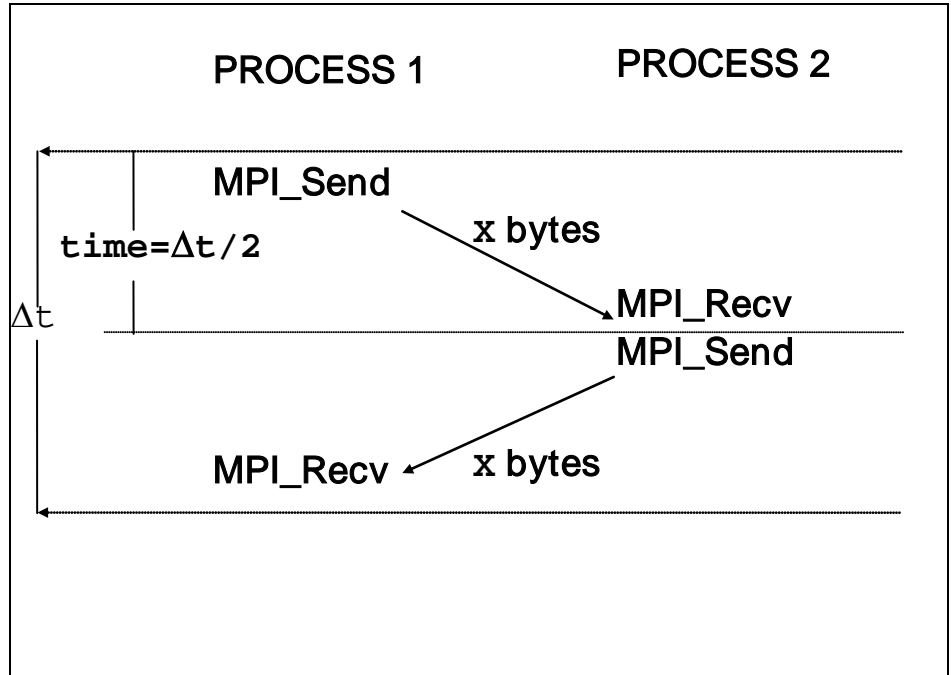 PROCESS 1
PROCESS 2
MPI_Send
x bytes
time=Δt/2
MPI_Recv
Δt
MPI_Send
MPI_Recv
x bytes